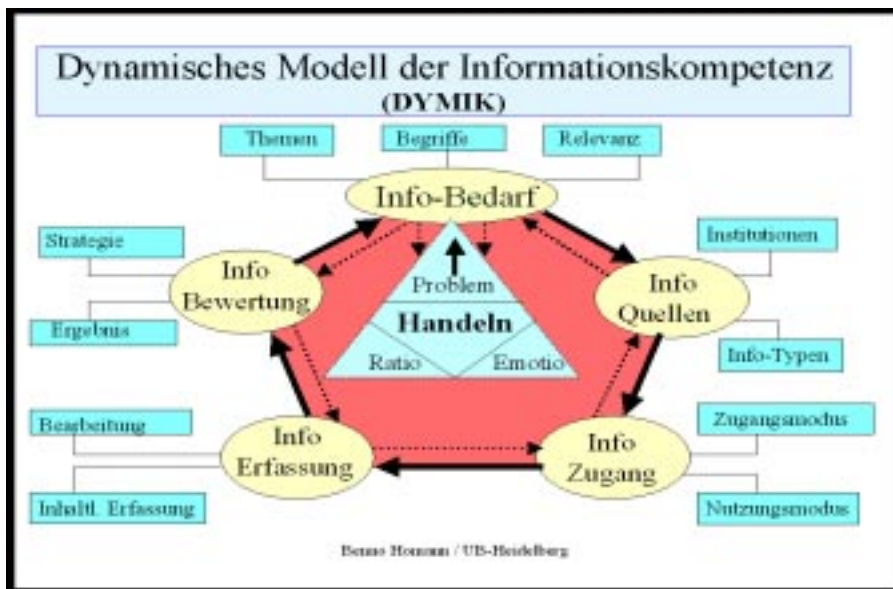 Dynamisches Modell der Informationskompetenz
(DYMIK)
Themen
Begriffe
Relevanz
Info-Bedarf
Strategie
Institutionen
Info
Bewertung
Problem
Info
Quellen
Handeln
Ergebnis
Ratio
Emotio
Info-Typen
Bearbeitung
Info
Erfassung
Info
Zugang
Zugangsmodus
Inhaltl. Erfassung
Nutzungsmodus
Benno Homann / UB-Heidelberg